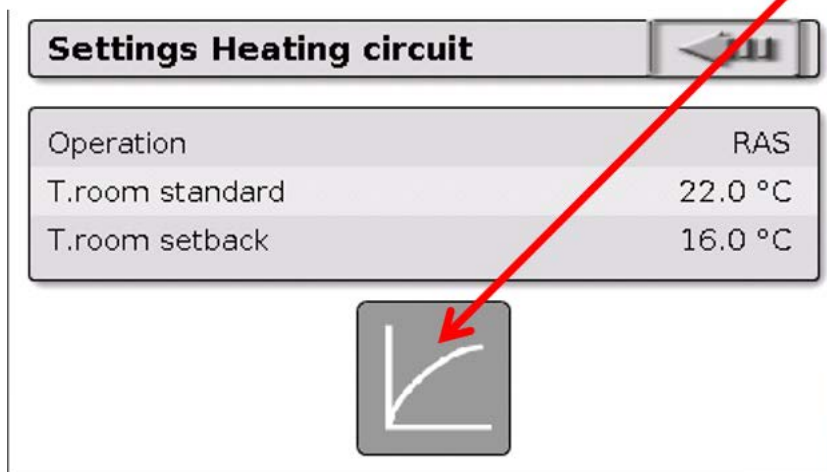 Settings Heating circuit
Operation RAS
T.room standard 22.0 °C
T.room setback 16.0 °C